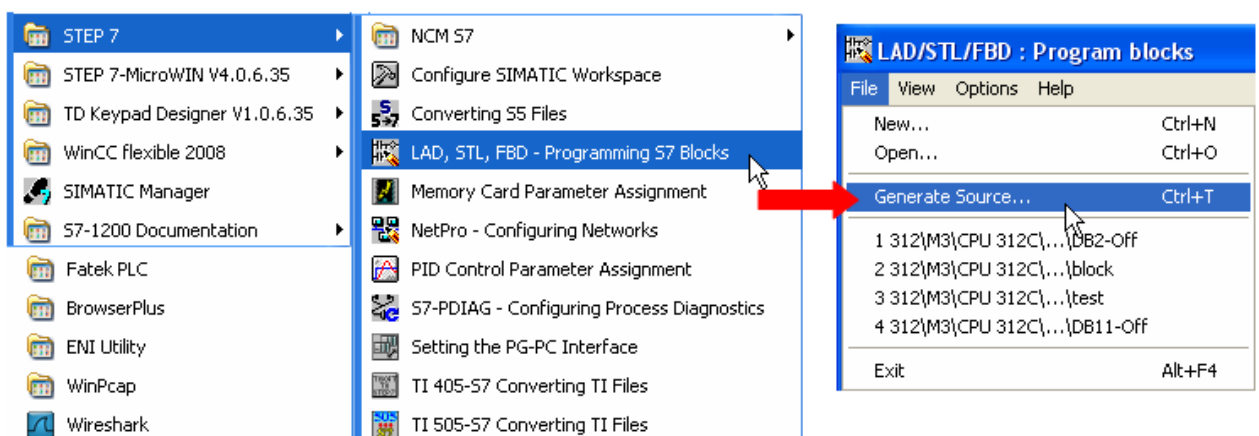 STEP 7
STEP 7-MicroWIN V4.0.6.35
TD Keypad Designer V1.0.6.35
WinCC flexible 2008
SIMATIC Manager
S7-1200 Documentation
Fatek PLC
BrowserPlus
ENI Utility
WinPcap
Wireshark
NCM S7
Configure SIMATIC Workspace
Converting S5 Files
LAD, STL, FBD - Programming S7 Blocks
Memory Card Parameter Assignment
NetPro - Configuring Networks
PID Control Parameter Assignment
S7-PDIAG - Configuring Process Diagnostics
Setting the PG-PC Interface
TI 405-S7 Converting TI Files
TI 505-S7 Converting TI Files
LAD/STL/FBD : Program blocks
File View Options Help
New... Ctrl+N
Open... Ctrl+O
Generate Source... Ctrl+T
1 312\M3\CPU 312C\...\DB2-Off
2 312\M3\CPU 312C\...\block
3 312\M3\CPU 312C\...\test
4 312\M3\CPU 312C\...\DB11-Off
Exit Alt+F4